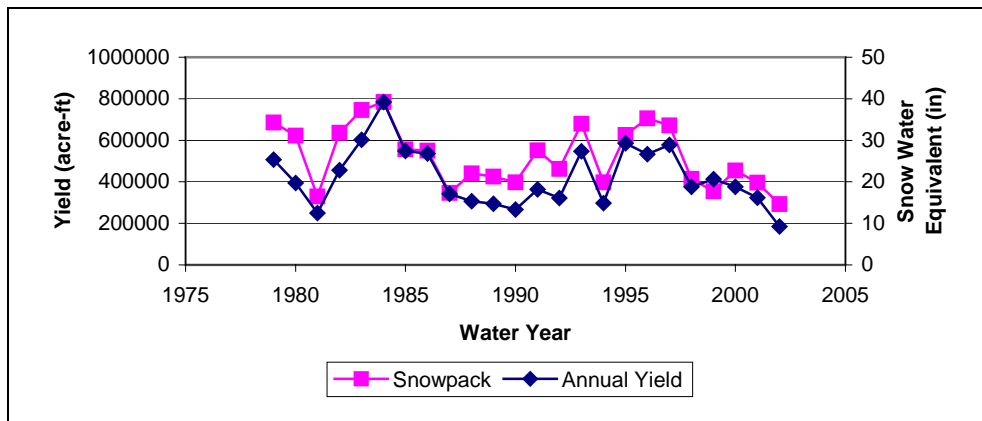 Yield (acre-ft)
1000000
800000
600000
400000
200000
0
50
40
30
20
10
0
Snow Water
Equivalent (in)
1975 1980 1985 1990 1995 2000 2005
Water Year
Snowpack Annual Yield